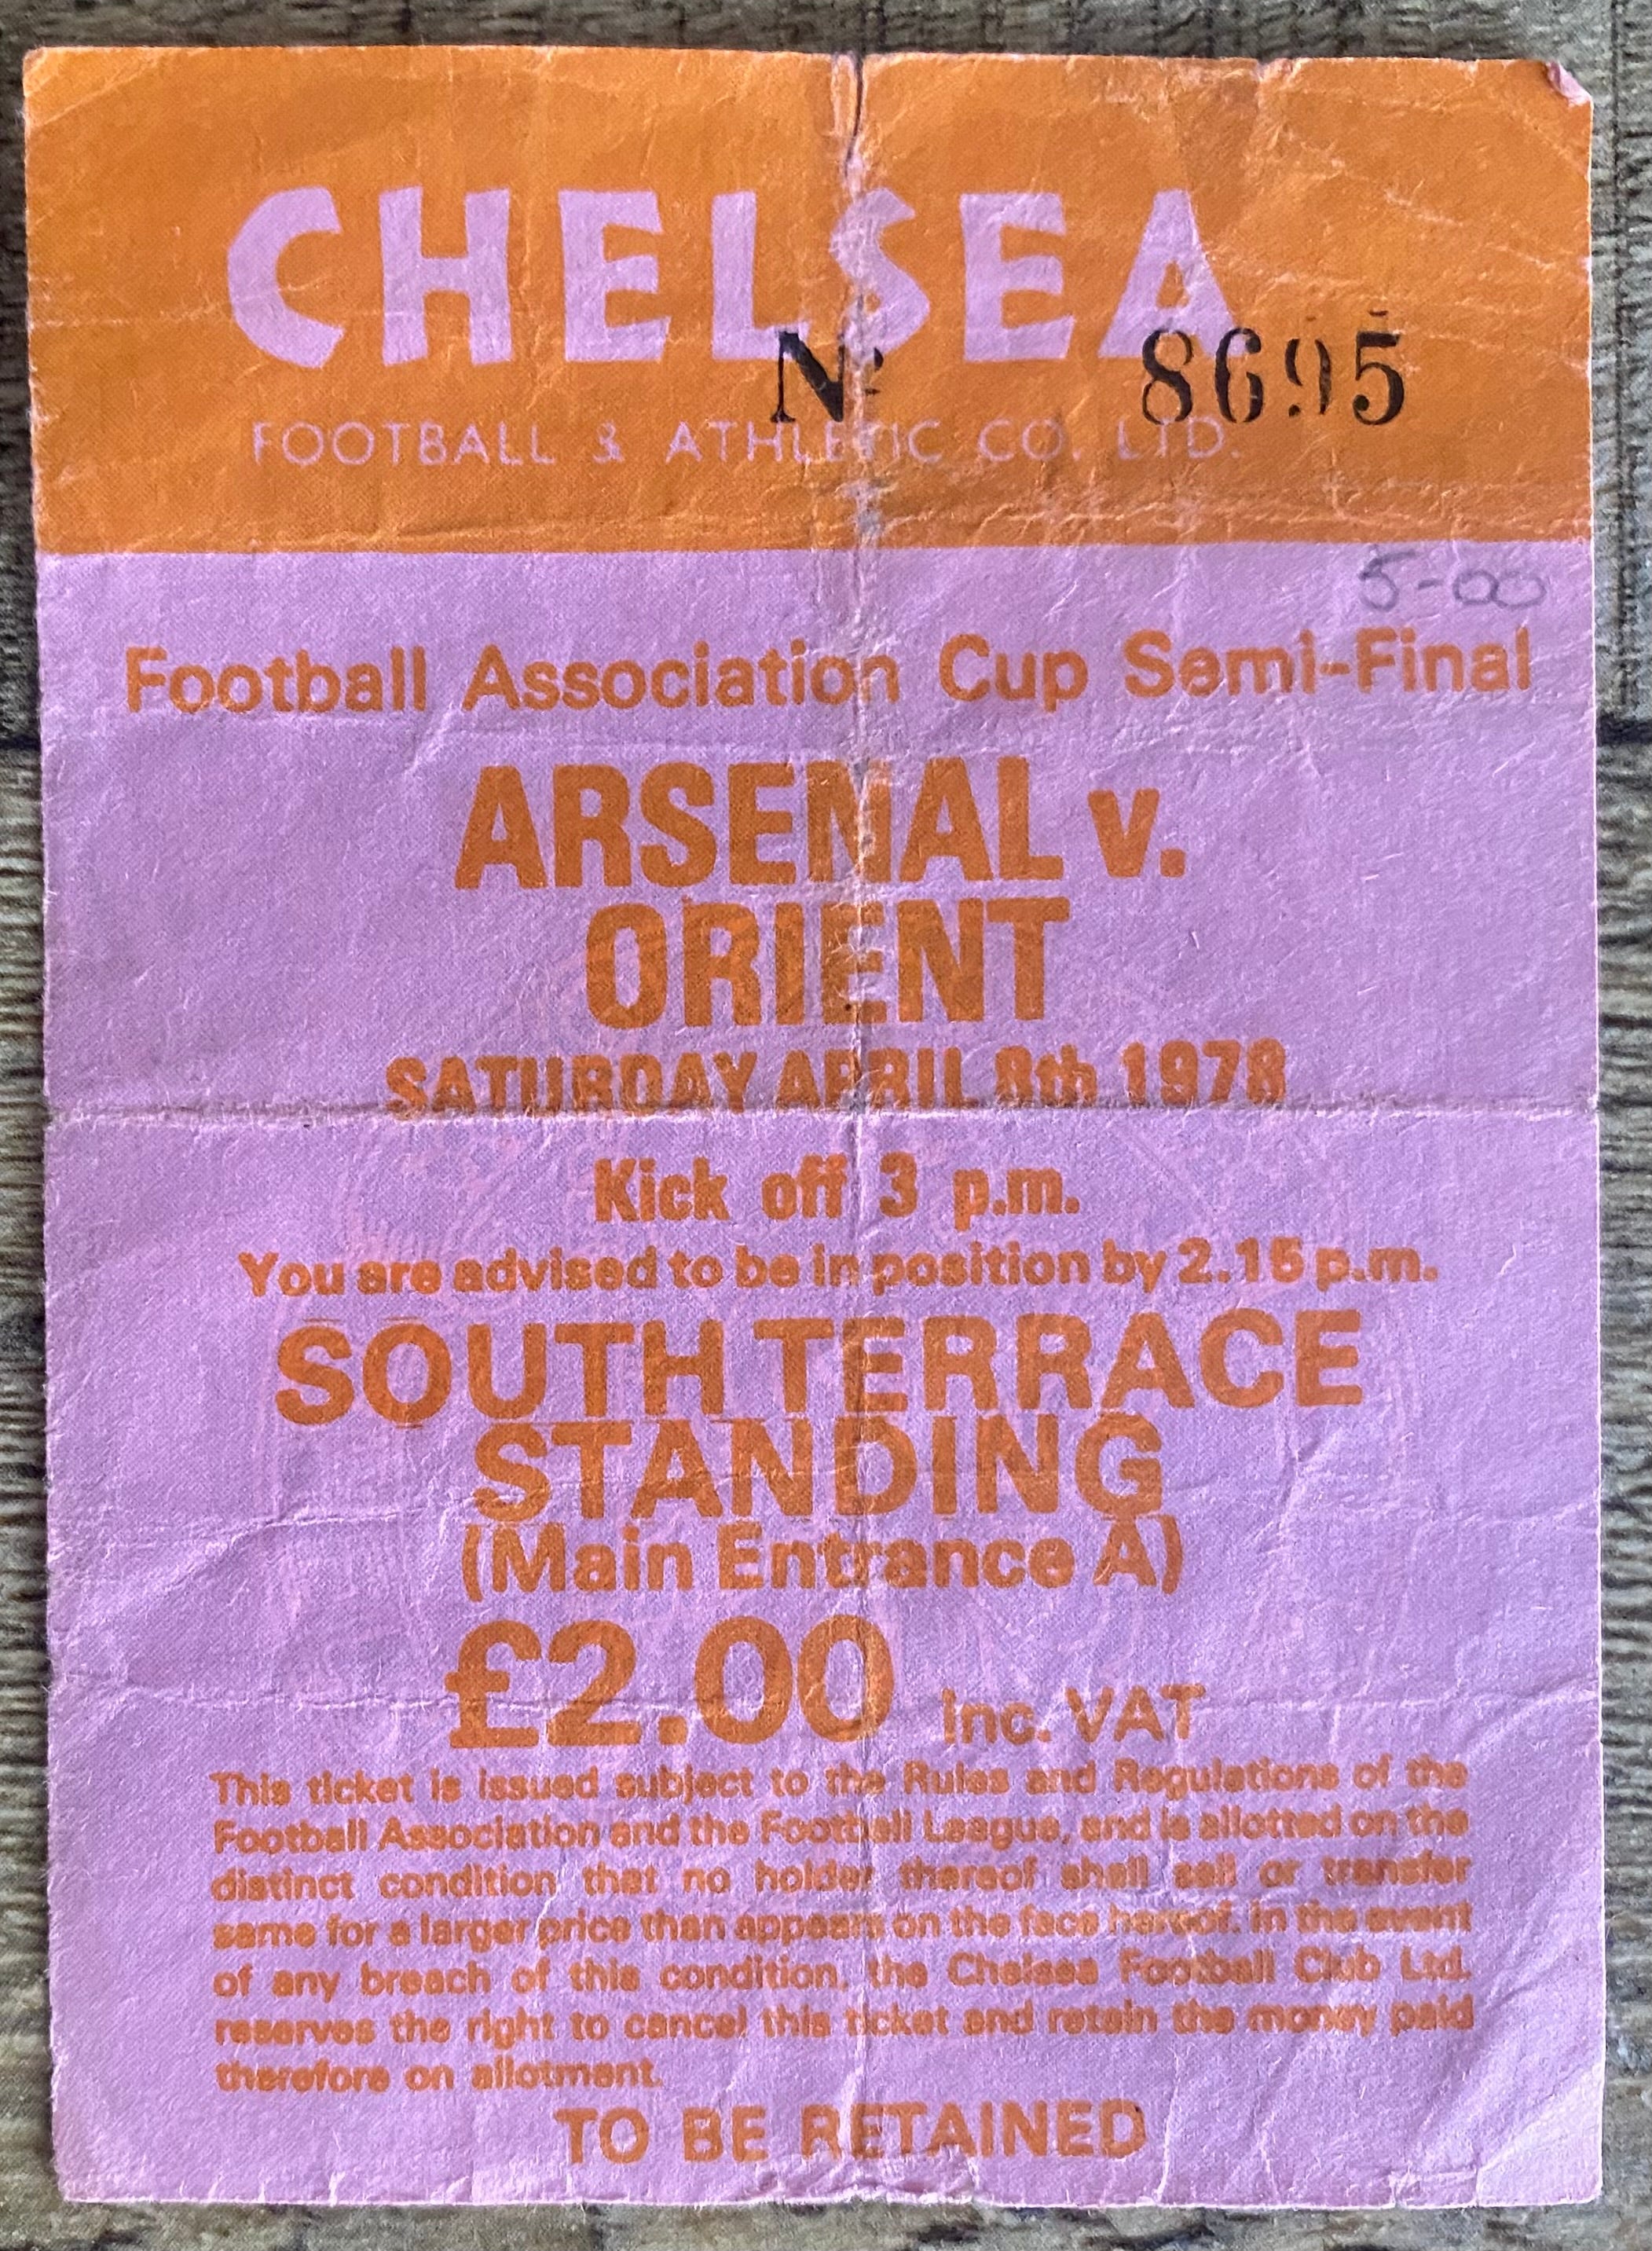 CHELSEA
Nº 8695
FOOTBALL & ATHLETIC CO. LTD.
5-00
Football Association Cup Semi-Final
ARSENAL v.
ORIENT
SATURDAY APRIL 8th 1978
Kick off 3 p.m.
You are advised to be in position by 2.15 p.m.
SOUTH TERRACE
STANDING
(Main Entrance A)
£2.00 inc. VAT
This ticket is issued subject to the Rules and Regulations of the
Football Association and the Football League, and is allotted on the
distinct condition that no holder thereof shall sell or transfer
same for a larger price than appears on the face hereof. In the event
of any breach of this condition, the Chelsea Football Club Ltd.
reserves the right to cancel this ticket and retain the money paid
therefore on allotment.
TO BE RETAINED